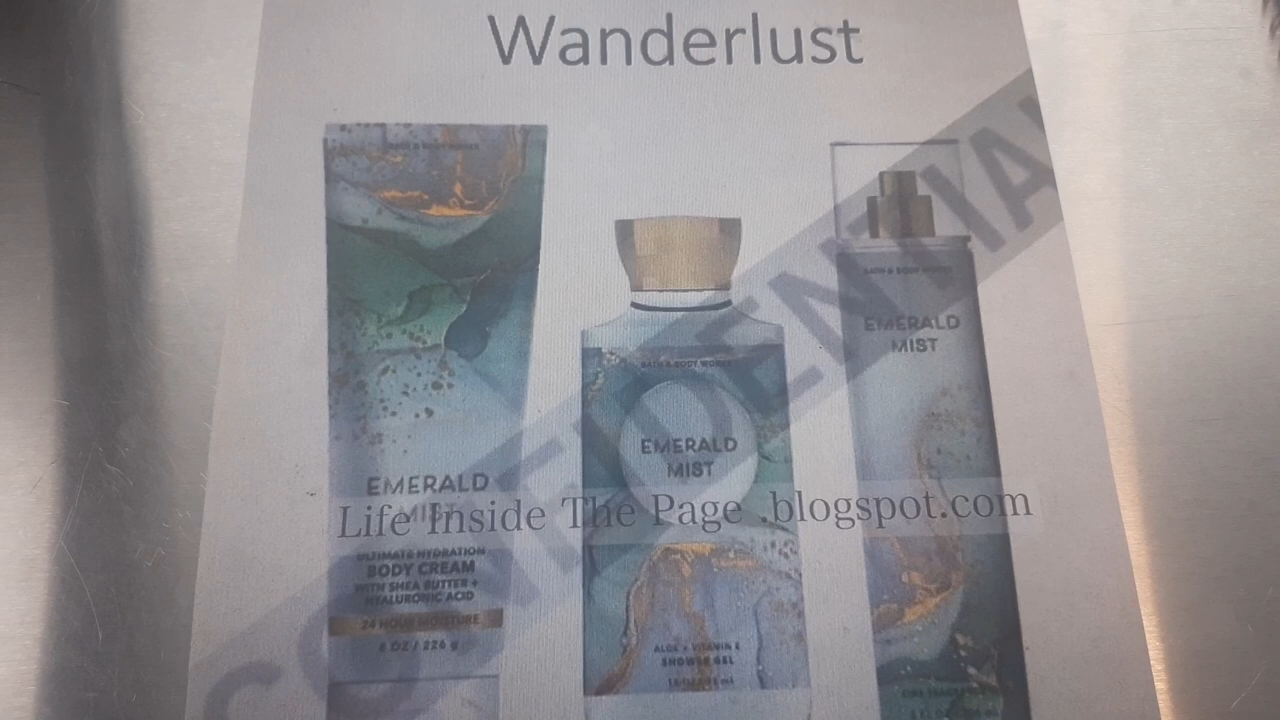 Wanderlust
BATH & BODY WORKS
EMERALD
MIST
ULTIMATE HYDRATION
BODY CREAM
WITH SHEA BUTTER +
HYALURONIC ACID
24 HOUR MOISTURE
8 OZ / 226 g
BATH & BODY WORKS
EMERALD
MIST
ALOE + VITAMIN E
SHOWER GEL
BATH & BODY WORKS
EMERALD
MIST
FINE FRAGRANCE
CONFIDENTIAL
Life Inside The Page .blogspot.com